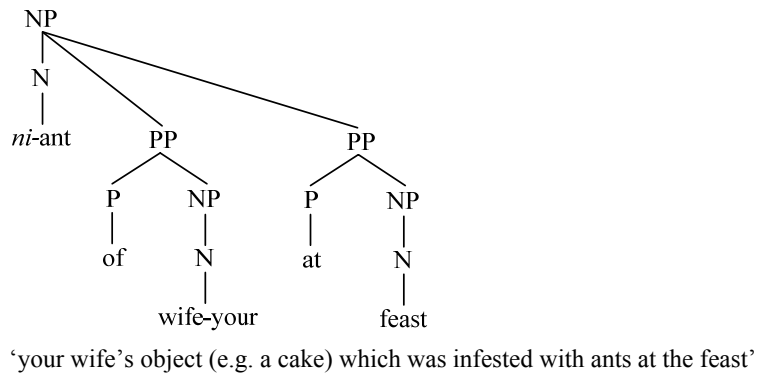 NP
N
ni-ant PP PP
P NP P NP
of N at N
wife-your feast
‘your wife’s object (e.g. a cake) which was infested with ants at the feast’